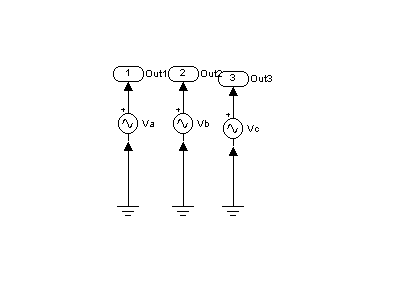 1 Out1 2 Out2 3 Out3
+ Va + Vb + Vc